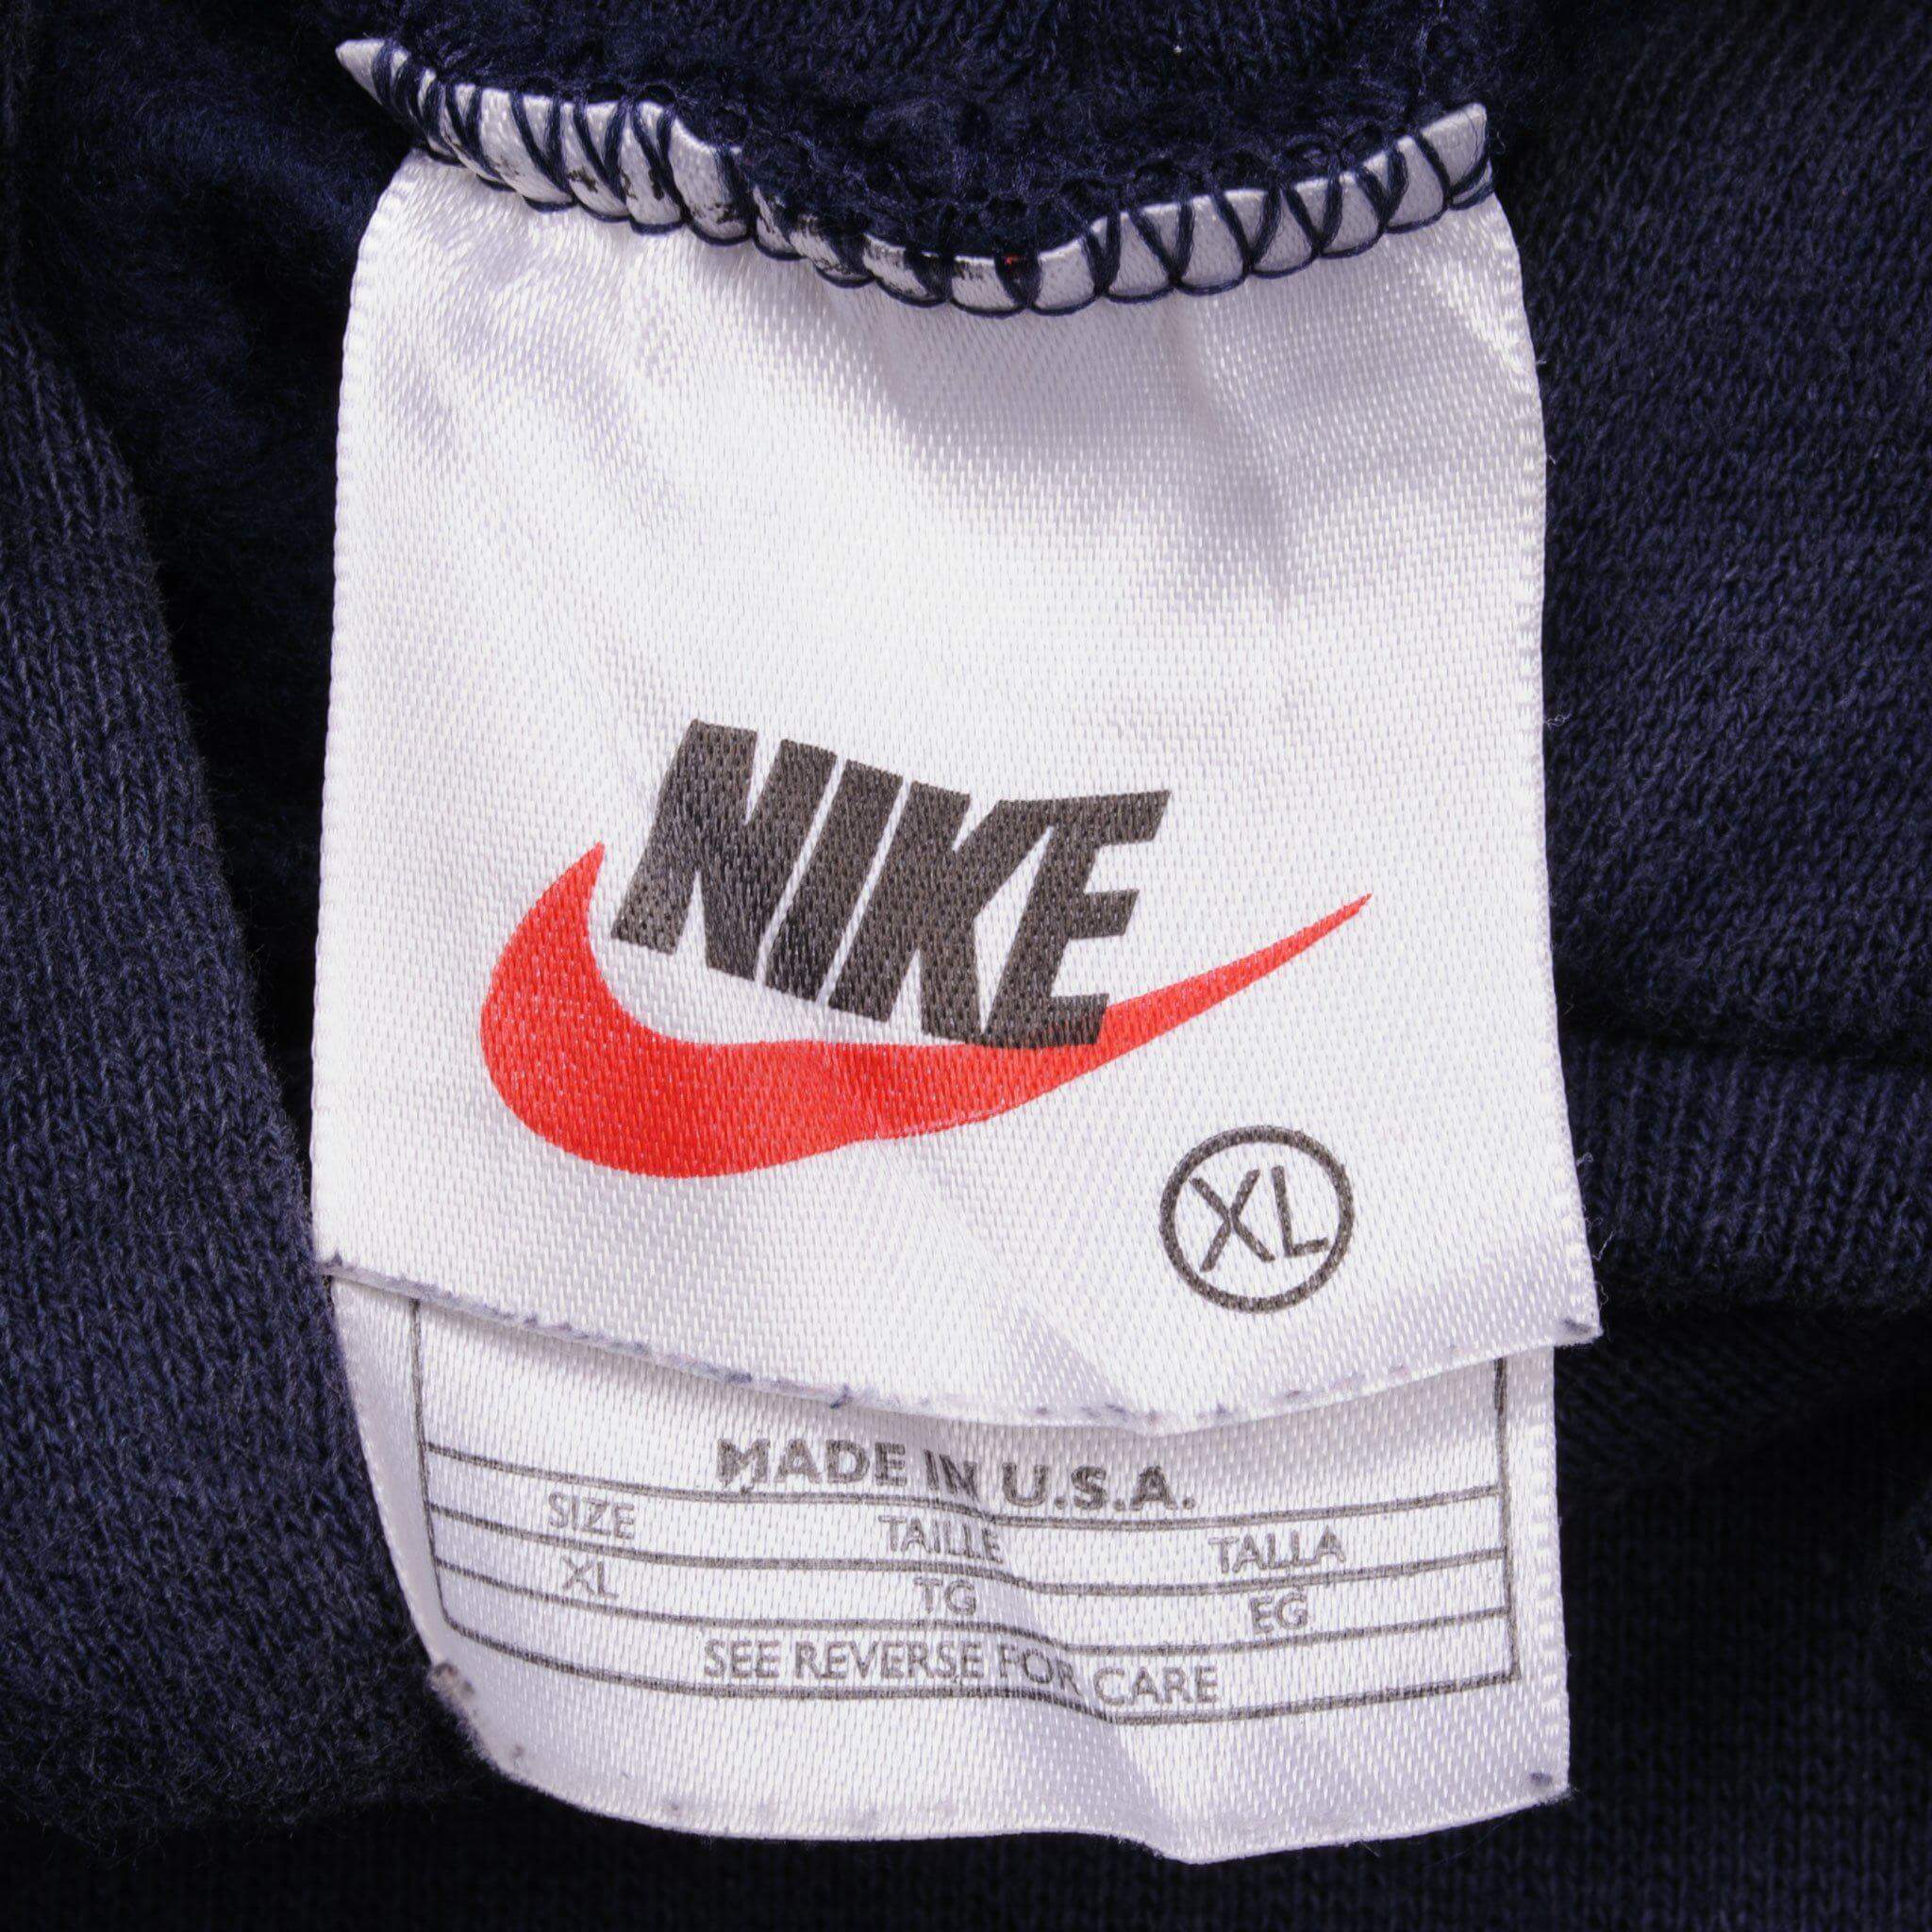 NIKE
XL
MADE IN U.S.A.
SIZE TAILLE TALLA
XL TG EG
SEE REVERSE FOR CARE